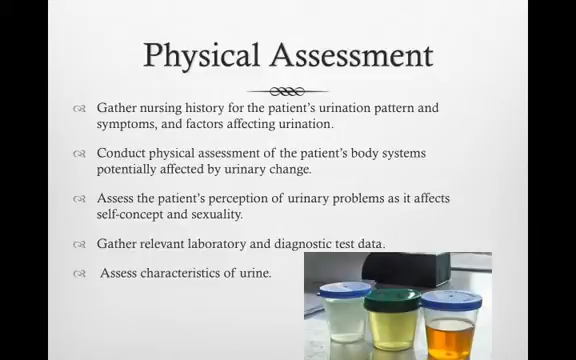 Physical Assessment
Gather nursing history for the patient's urination pattern and
symptoms, and factors affecting urination.
Conduct physical assessment of the patient's body systems
potentially affected by urinary change.
Assess the patient's perception of urinary problems as it affects
self-concept and sexuality.
Gather relevant laboratory and diagnostic test data.
Assess characteristics of urine.